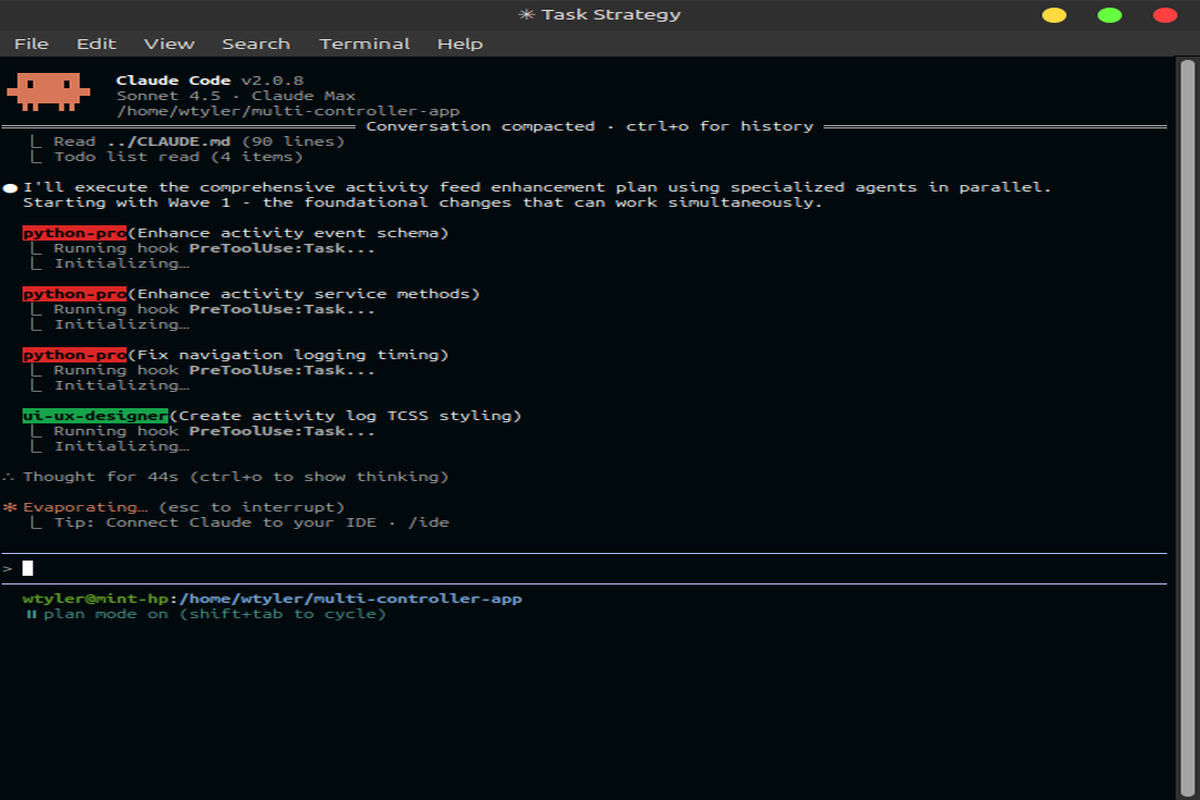 ✳ Task Strategy
File Edit View Search Terminal Help
Claude Code v2.0.8
Sonnet 4.5 · Claude Max
/home/wtyler/multi-controller-app
Conversation compacted · ctrl+o for history
⎿ Read ../CLAUDE.md (90 lines)
⎿ Todo list read (4 items)
● I'll execute the comprehensive activity feed enhancement plan using specialized agents in parallel.
Starting with Wave 1 - the foundational changes that can work simultaneously.
python-pro(Enhance activity event schema)
⎿ Running hook PreToolUse:Task...
⎿ Initializing…
python-pro(Enhance activity service methods)
⎿ Running hook PreToolUse:Task...
⎿ Initializing…
python-pro(Fix navigation logging timing)
⎿ Running hook PreToolUse:Task...
⎿ Initializing…
ui-ux-designer(Create activity log TCSS styling)
⎿ Running hook PreToolUse:Task...
⎿ Initializing…
∴ Thought for 44s (ctrl+o to show thinking)
✻ Evaporating… (esc to interrupt)
⎿ Tip: Connect Claude to your IDE · /ide
>
wtyler@mint-hp:/home/wtyler/multi-controller-app
⏸ plan mode on (shift+tab to cycle)